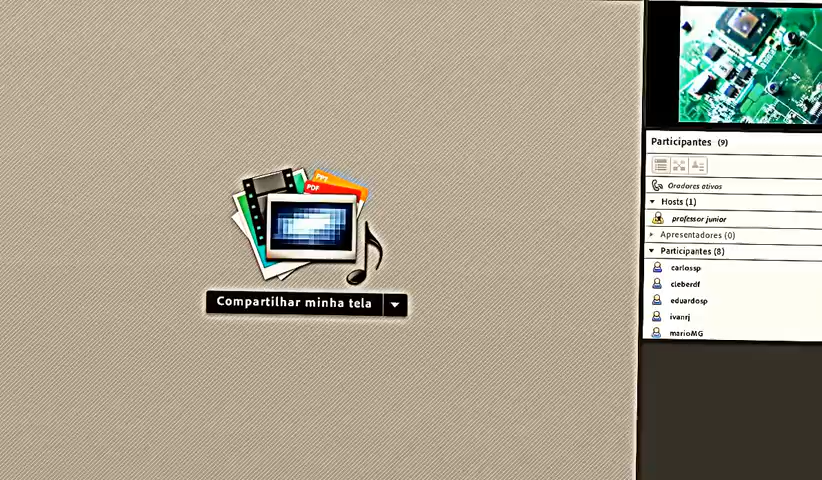 PPT
PDF
Compartilhar minha tela
Participantes (9)
Oradores ativos
Hosts (1)
professor junior
Apresentadores (0)
Participantes (8)
carlossp
cleberdf
eduardosp
ivanrj
marioMG